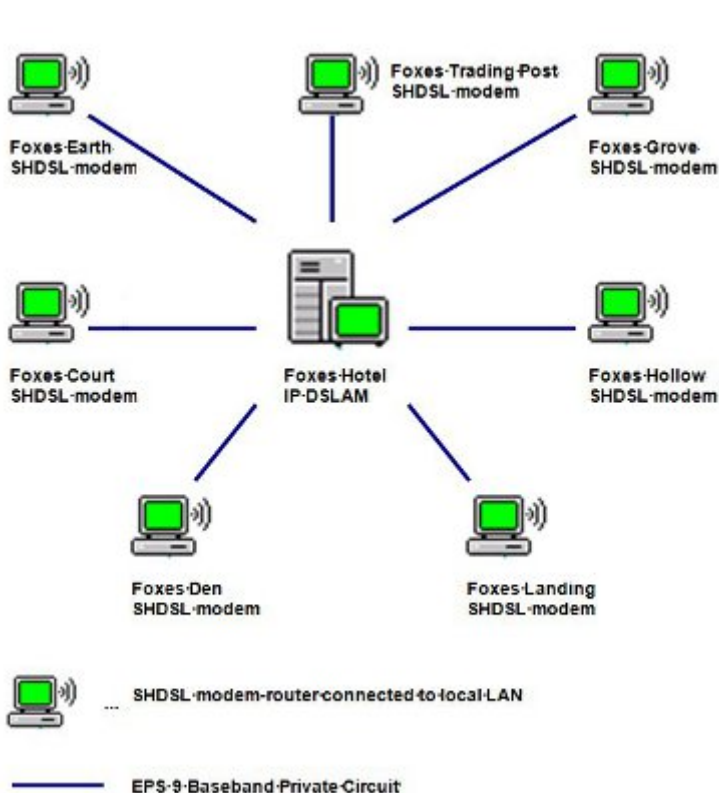 Foxes·Trading·Post
SHDSL·modem
Foxes·Earth
SHDSL·modem
Foxes·Grove
SHDSL·modem
Foxes·Court
SHDSL·modem
Foxes·Hotel
IP·DSLAM
Foxes·Hollow
SHDSL·modem
Foxes·Den
SHDSL·modem
Foxes·Landing
SHDSL·modem
... SHDSL·modem-router·connected·to·local·LAN
EPS·9·Baseband·Private·Circuit